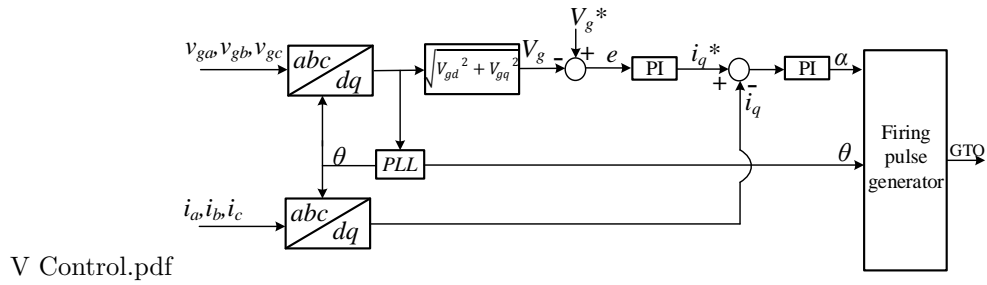 V_g*
v_ga,v_gb,v_gc
abc
dq
√V_gd² + V_gq²
V_g
-
+
e
PI
i_q*
+
-
i_q
PI
α
θ
PLL
θ
Firing
pulse
generator
GTO
i_a,i_b,i_c
abc
dq
V Control.pdf